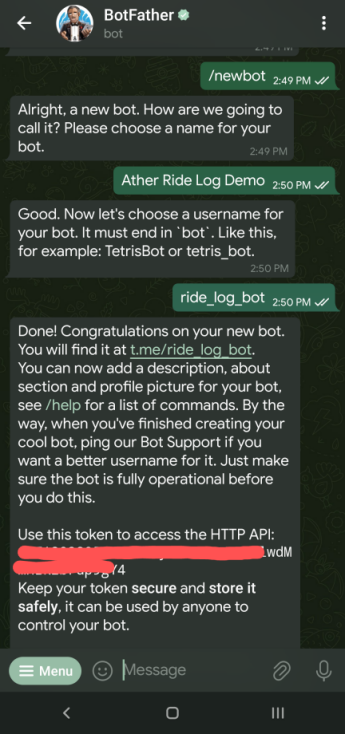 BotFather
bot
/newbot 2:49 PM
Alright, a new bot. How are we going to
call it? Please choose a name for your
bot.
2:49 PM
Ather Ride Log Demo 2:50 PM
Good. Now let's choose a username for
your bot. It must end in `bot`. Like this,
for example: TetrisBot or tetris_bot.
2:50 PM
ride_log_bot 2:50 PM
Done! Congratulations on your new bot.
You will find it at t.me/ride_log_bot.
You can now add a description, about
section and profile picture for your bot,
see /help for a list of commands. By the
way, when you've finished creating your
cool bot, ping our Bot Support if you
want a better username for it. Just make
sure the bot is fully operational before
you do this.
Use this token to access the HTTP API:
Keep your token secure and store it
safely, it can be used by anyone to
control your bot.
Menu
Message